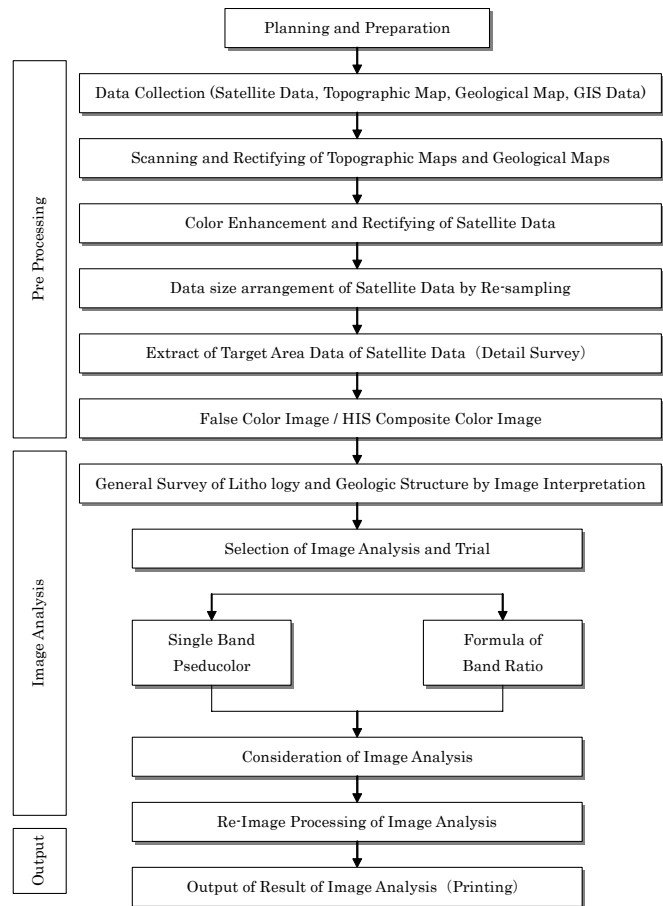 Planning and Preparation
Pre Processing
Data Collection (Satellite Data, Topographic Map, Geological Map, GIS Data)
Scanning and Rectifying of Topographic Maps and Geological Maps
Color Enhancement and Rectifying of Satellite Data
Data size arrangement of Satellite Data by Re-sampling
Extract of Target Area Data of Satellite Data（Detail Survey）
False Color Image / HIS Composite Color Image
Image Analysis
General Survey of Litho logy and Geologic Structure by Image Interpretation
Selection of Image Analysis and Trial
Single Band
Pseducolor
Formula of
Band Ratio
Consideration of Image Analysis
Re-Image Processing of Image Analysis
Output
Output of Result of Image Analysis（Printing）